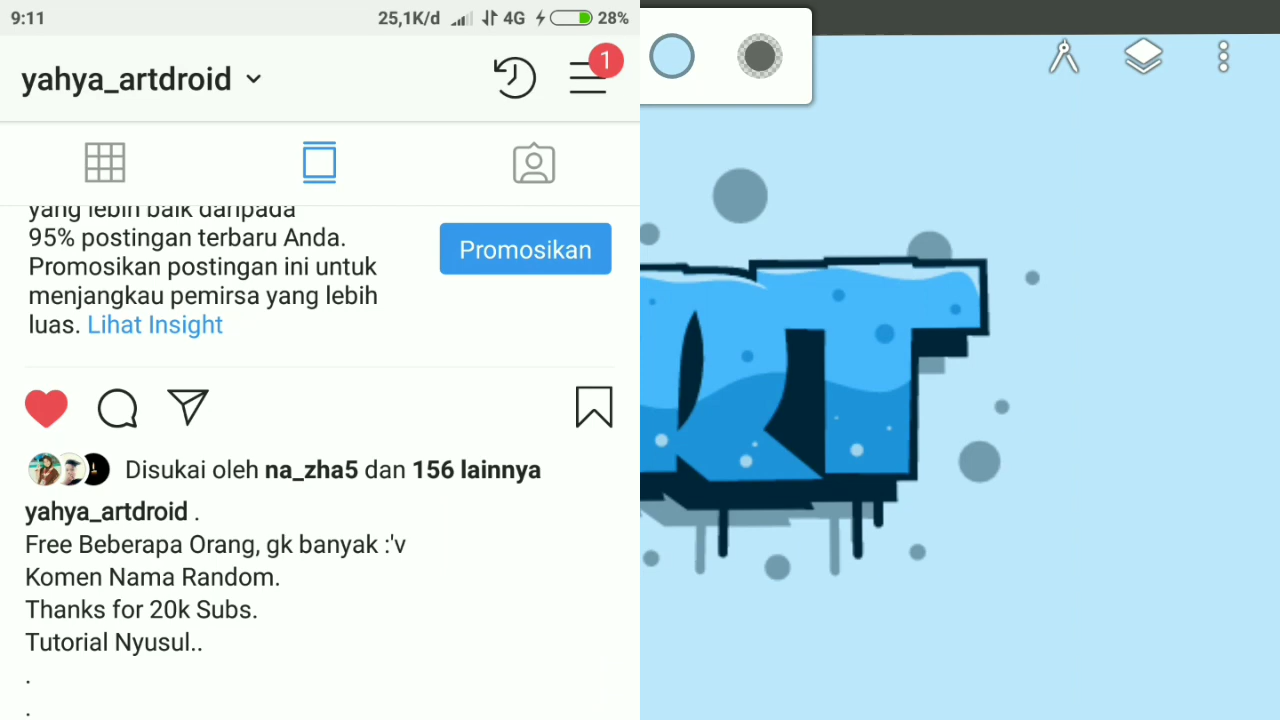 9:11
25,1K/d 4G 28%
yahya_artdroid
1
yang lebih baik daripada
95% postingan terbaru Anda.
Promosikan postingan ini untuk
menjangkau pemirsa yang lebih
luas. Lihat Insight
Promosikan
Disukai oleh na_zha5 dan 156 lainnya
yahya_artdroid .
Free Beberapa Orang, gk banyak :'v
Komen Nama Random.
Thanks for 20k Subs.
Tutorial Nyusul..
.
.
RT